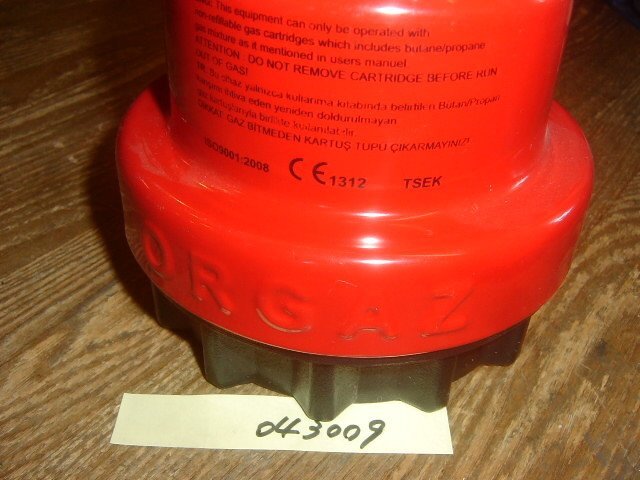 This equipment can only be operated with
non-refillable gas cartridges which includes butane/propane
gas mixture as it mentioned in users manuel
ATTENTION : DO NOT REMOVE CARTRIDGE BEFORE RUN
OUT OF GAS!
TR: Bu cihaz yalnızca kullanma kitabında belirtilen Bütan/Propan
karışımı ihtiva eden yeniden doldurulmayan
gaz kartuşlarıyla birlikte kullanılabilir.
DİKKAT: GAZ BİTMEDEN KARTUŞ TÜPÜ ÇIKARMAYINIZ!
ISO9001:2008 CE 1312 TSEK
ORGAZ
043009